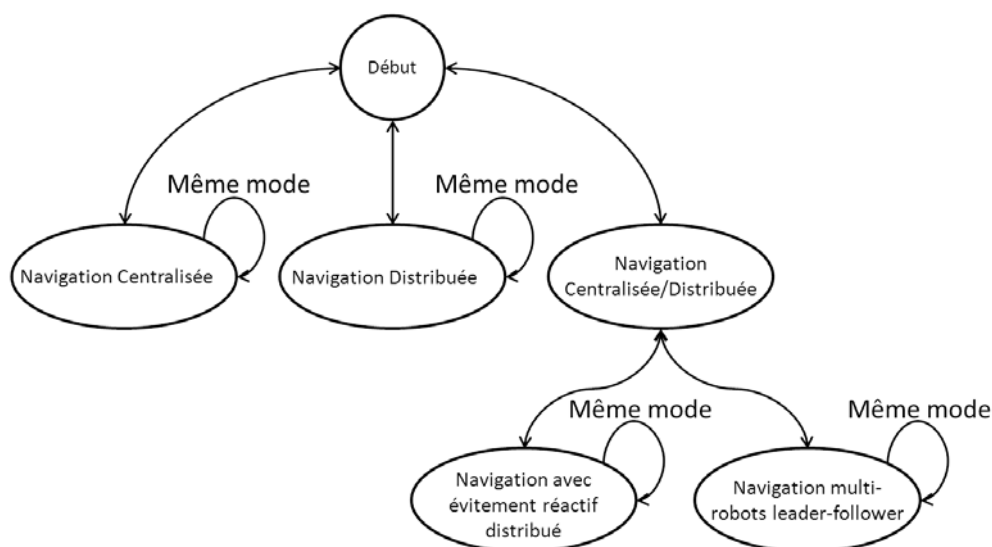 Début
Même mode
Même mode
Navigation Centralisée
Navigation Distribuée
Navigation
Centralisée/Distribuée
Même mode
Même mode
Navigation avec
évitement réactif
distribué
Navigation multi-
robots leader-follower